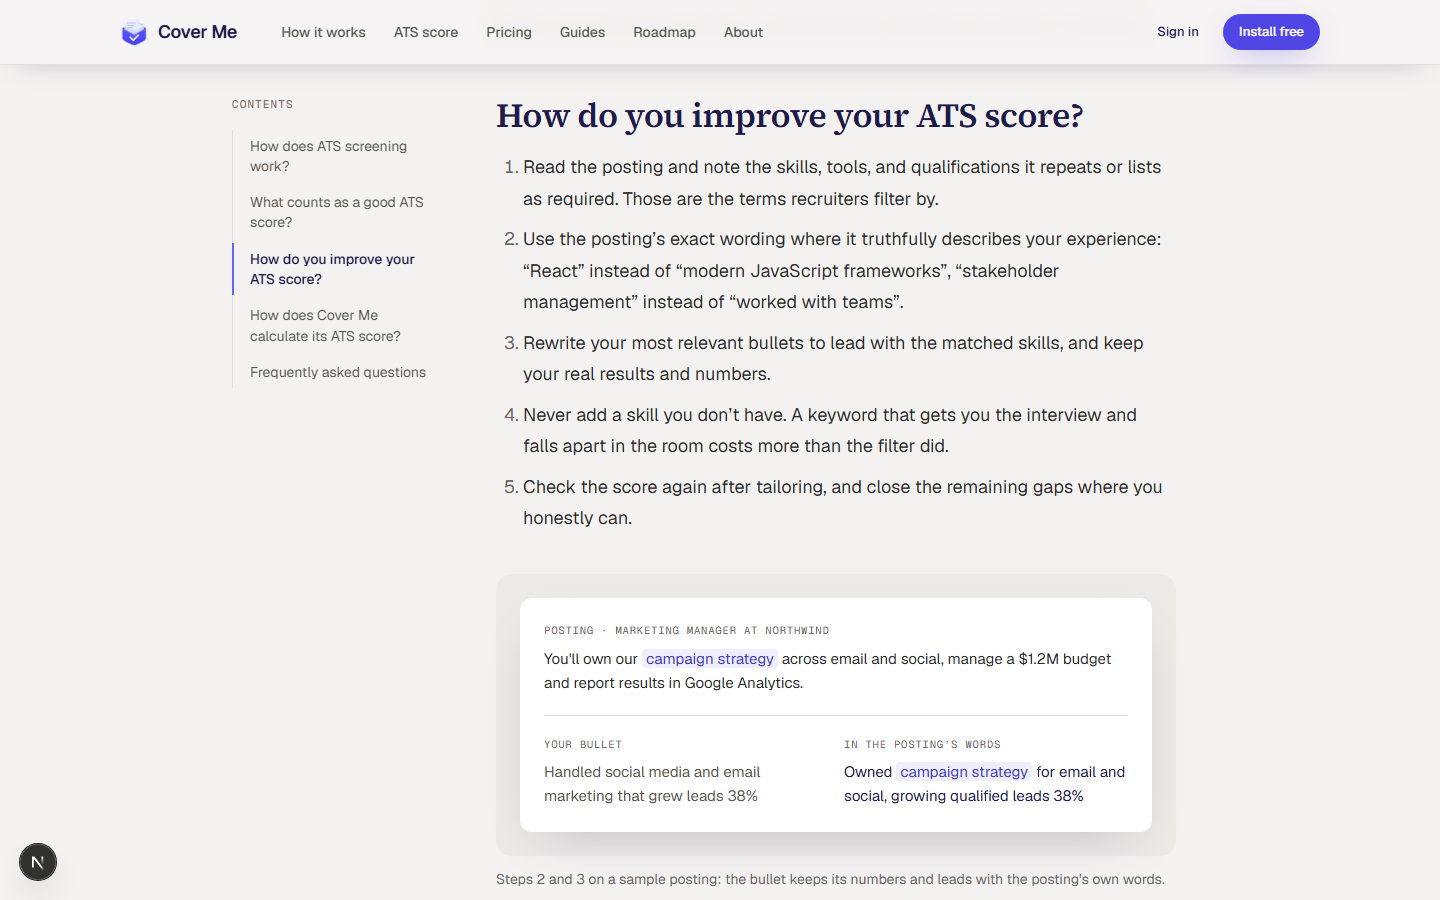 Cover Me
How it works
ATS score
Pricing
Guides
Roadmap
About
Sign in
Install free
CONTENTS
How does ATS screening
work?
What counts as a good ATS
score?
How do you improve your
ATS score?
How does Cover Me
calculate its ATS score?
Frequently asked questions
How do you improve your ATS score?
1. Read the posting and note the skills, tools, and qualifications it repeats or lists
as required. Those are the terms recruiters filter by.
2. Use the posting’s exact wording where it truthfully describes your experience:
“React” instead of “modern JavaScript frameworks”, “stakeholder
management” instead of “worked with teams”.
3. Rewrite your most relevant bullets to lead with the matched skills, and keep
your real results and numbers.
4. Never add a skill you don’t have. A keyword that gets you the interview and
falls apart in the room costs more than the filter did.
5. Check the score again after tailoring, and close the remaining gaps where you
honestly can.
POSTING · MARKETING MANAGER AT NORTHWIND
You'll own our campaign strategy across email and social, manage a $1.2M budget
and report results in Google Analytics.
YOUR BULLET
Handled social media and email
marketing that grew leads 38%
IN THE POSTING'S WORDS
Owned campaign strategy for email and
social, growing qualified leads 38%
Steps 2 and 3 on a sample posting: the bullet keeps its numbers and leads with the posting's own words.
N